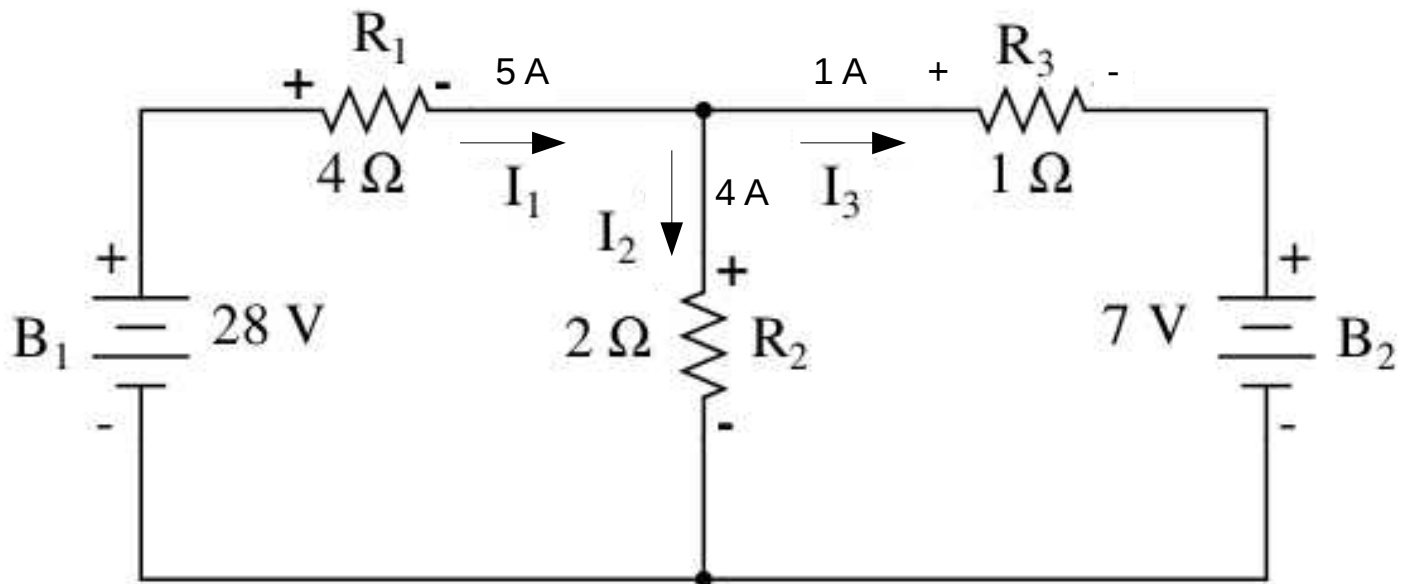 R₁
+ - 5 A 1 A + R₃ -
4 Ω I₁ I₂ 4 A I₃ 1 Ω
+ + +
B₁ 28 V 2 Ω R₂ 7 V B₂
- - -